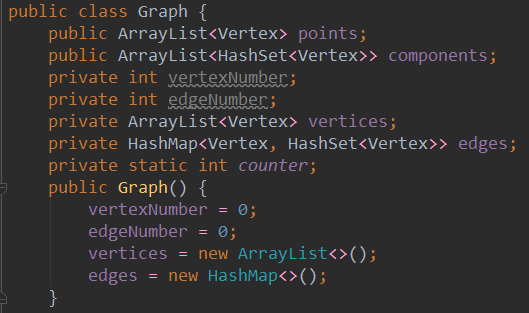 public class Graph {
    public ArrayList<Vertex> points;
    public ArrayList<HashSet<Vertex>> components;
    private int vertexNumber;
    private int edgeNumber;
    private ArrayList<Vertex> vertices;
    private HashMap<Vertex, HashSet<Vertex>> edges;
    private static int counter;
    public Graph() {
        vertexNumber = 0;
        edgeNumber = 0;
        vertices = new ArrayList<>();
        edges = new HashMap<>();
    }